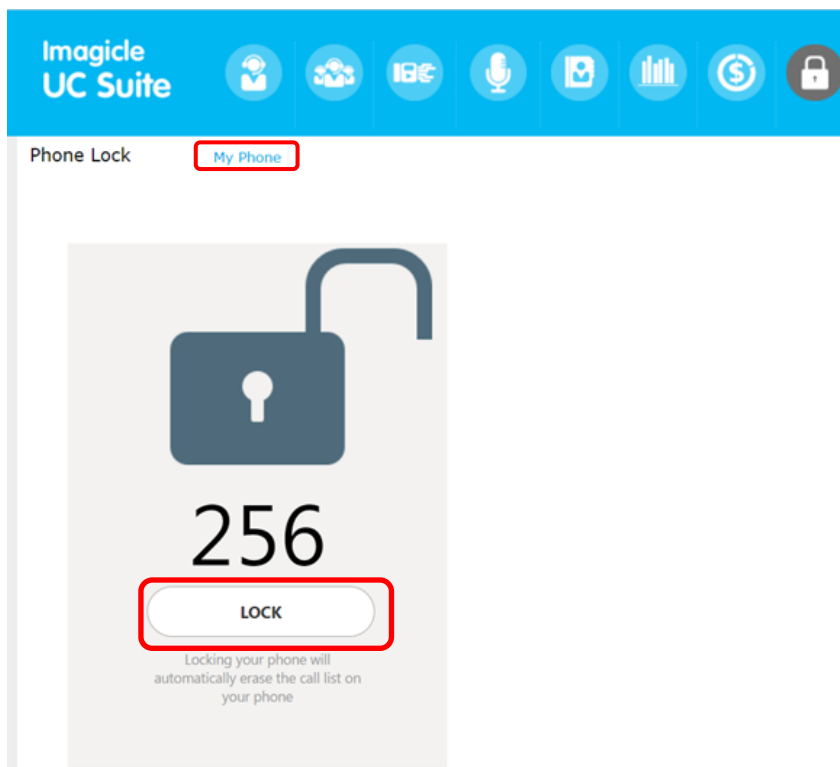 Imagicle
UC Suite
Phone Lock
My Phone
256
LOCK
Locking your phone will
automatically erase the call list on
your phone